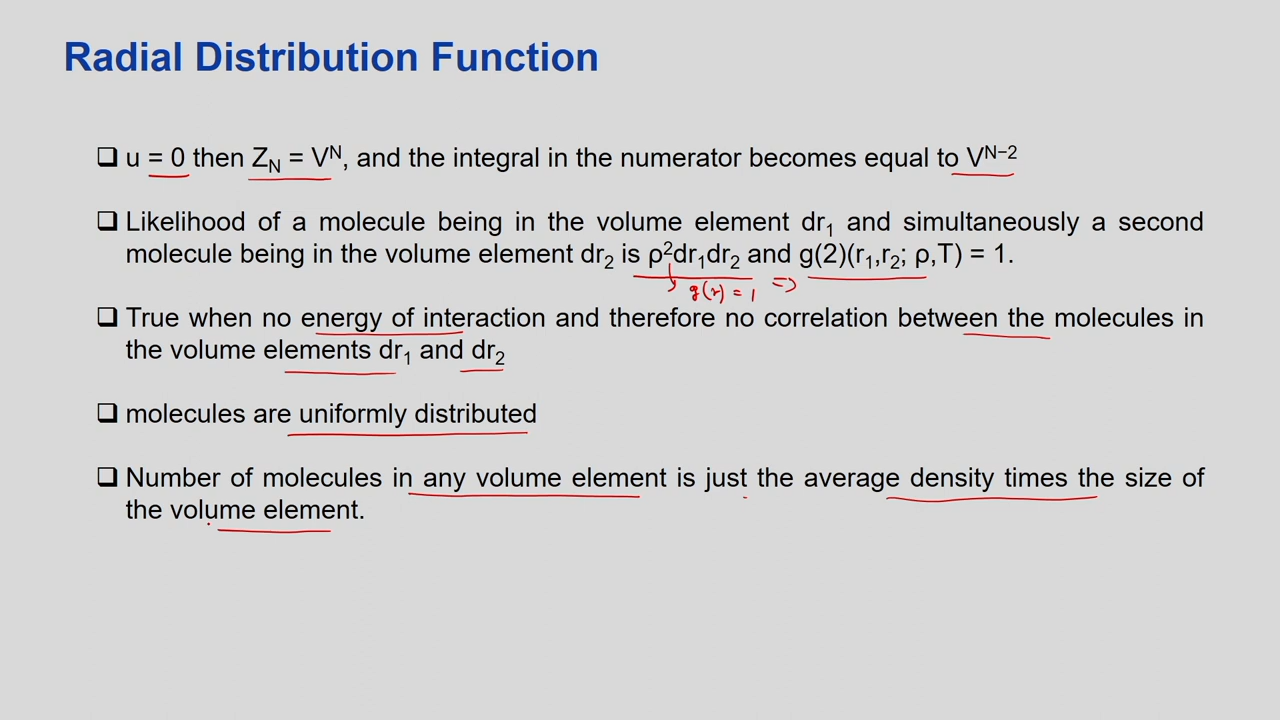 Radial Distribution Function
❑ u = 0 then Z_N = V^N, and the integral in the numerator becomes equal to V^N−2
❑ Likelihood of a molecule being in the volume element dr₁ and simultaneously a second
molecule being in the volume element dr₂ is ρ²dr₁dr₂ and g(2)(r₁,r₂; ρ,T) = 1.
g(r) = 1 ⇒
❑ True when no energy of interaction and therefore no correlation between the molecules in
the volume elements dr₁ and dr₂
❑ molecules are uniformly distributed
❑ Number of molecules in any volume element is just the average density times the size of
the volume element.